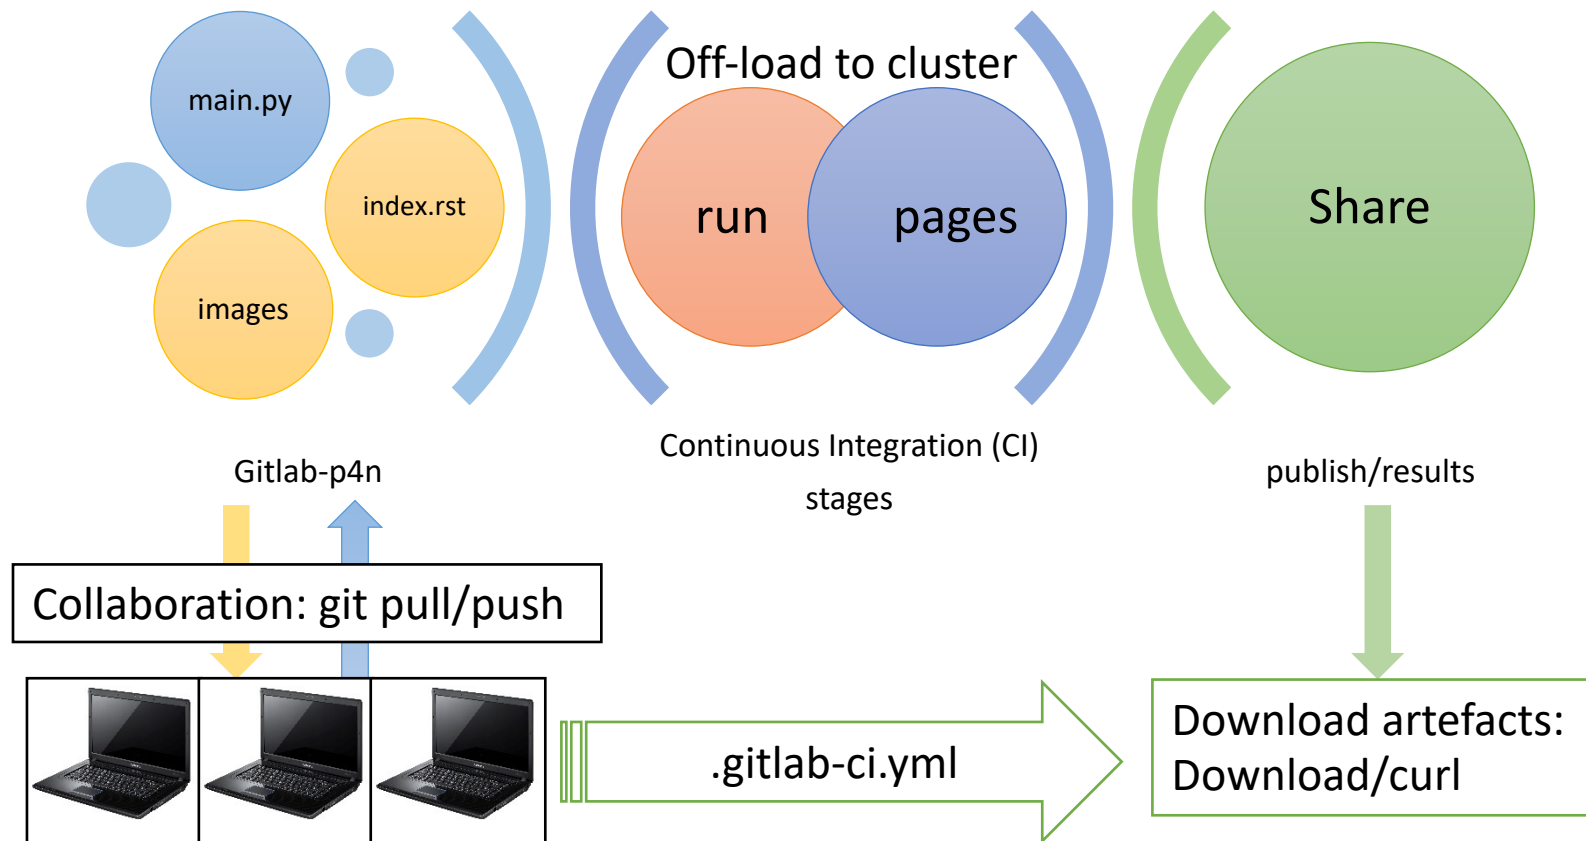 main.py
index.rst
images
Off-load to cluster
run
pages
Share
Gitlab-p4n
Continuous Integration (CI)
stages
publish/results
Collaboration: git pull/push
.gitlab-ci.yml
Download artefacts:
Download/curl